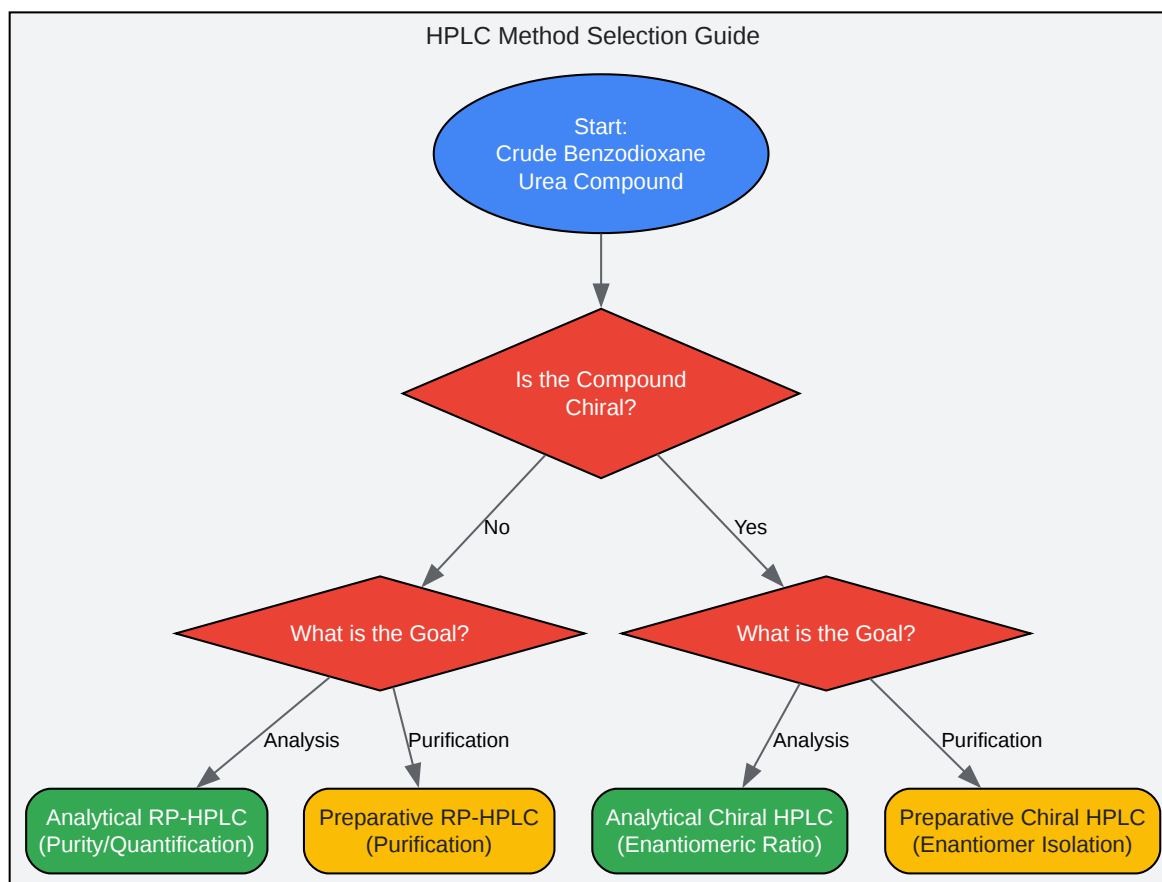 HPLC Method Selection Guide
Start:
Crude Benzodioxane
Urea Compound
Is the Compound
Chiral?
No
Yes
What is the Goal?
What is the Goal?
Analysis
Purification
Analysis
Purification
Analytical RP-HPLC
(Purity/Quantification)
Preparative RP-HPLC
(Purification)
Analytical Chiral HPLC
(Enantiomeric Ratio)
Preparative Chiral HPLC
(Enantiomer Isolation)